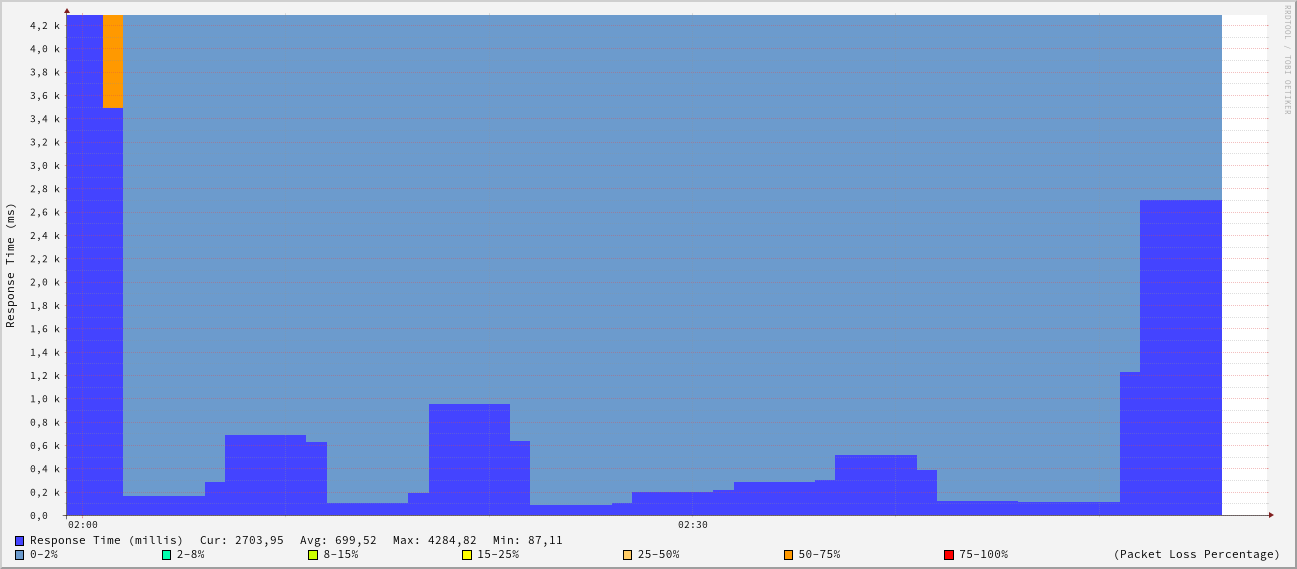 RRDTOOL / TOBI OETIKER
Response Time (ms)
4,2 k
4,0 k
3,8 k
3,6 k
3,4 k
3,2 k
3,0 k
2,8 k
2,6 k
2,4 k
2,2 k
2,0 k
1,8 k
1,6 k
1,4 k
1,2 k
1,0 k
0,8 k
0,6 k
0,4 k
0,2 k
0,0
02:00 02:30
Response Time (millis) Cur: 2703,95 Avg: 699,52 Max: 4284,82 Min: 87,11
0-2% 2-8% 8-15% 15-25% 25-50% 50-75% 75-100% (Packet Loss Percentage)